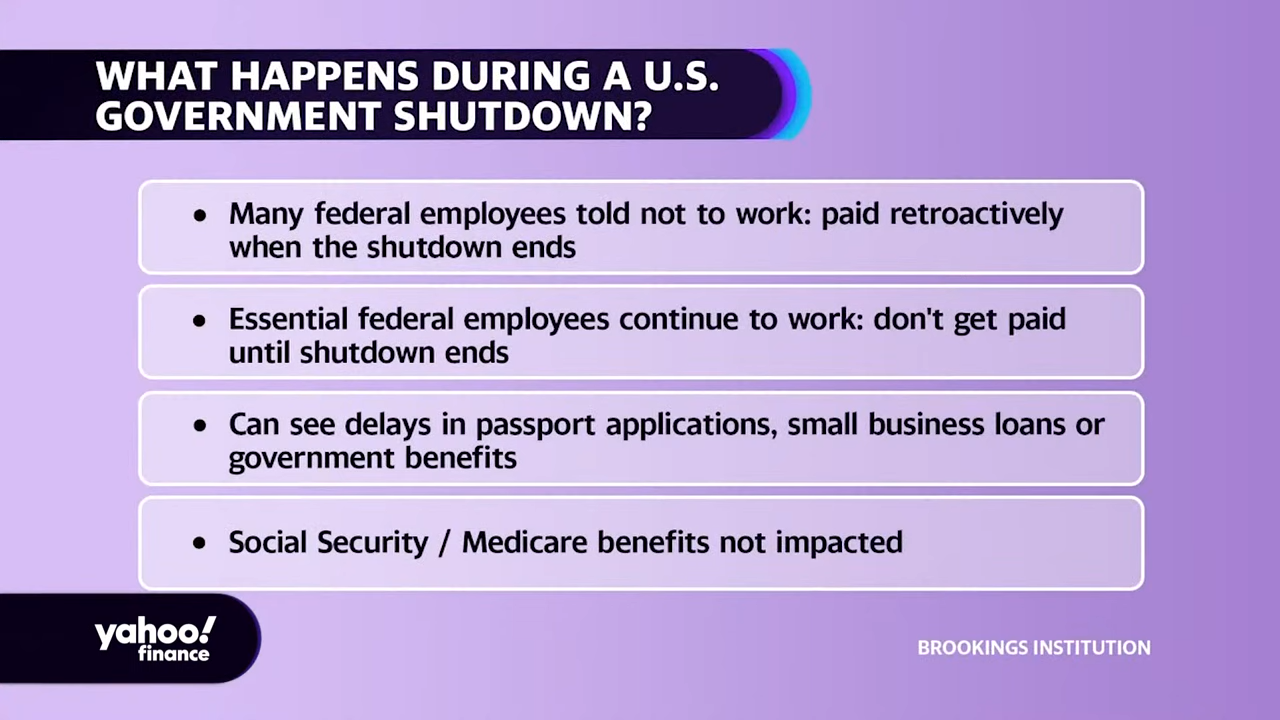 WHAT HAPPENS DURING A U.S.
GOVERNMENT SHUTDOWN?
• Many federal employees told not to work: paid retroactively
when the shutdown ends
• Essential federal employees continue to work: don't get paid
until shutdown ends
• Can see delays in passport applications, small business loans or
government benefits
• Social Security / Medicare benefits not impacted
yahoo!
finance
BROOKINGS INSTITUTION